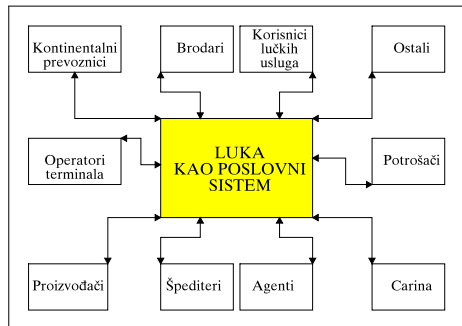 Kontinentalni
prevoznici
Brodari
Korisnici
lučkih
usluga
Ostali
Operatori
terminala
LUKA
KAO POSLOVNI
SISTEM
Potrošači
Proizvođači
Špediteri
Agenti
Carina